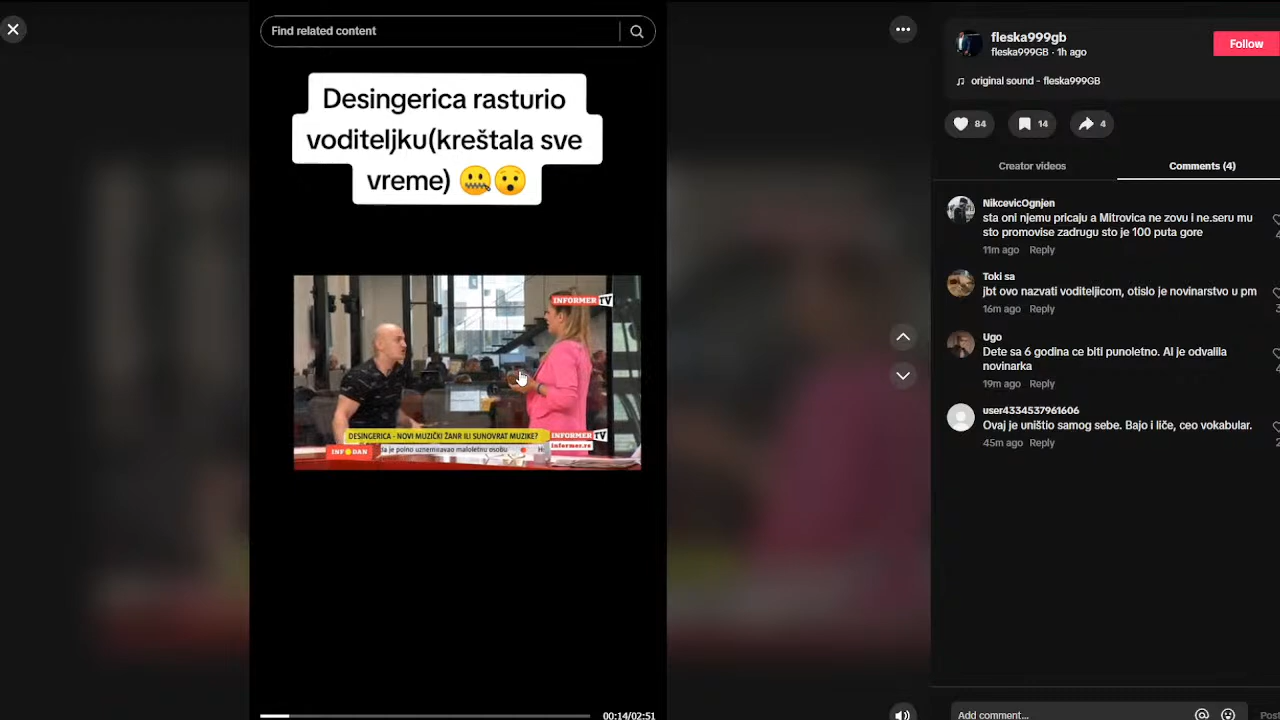 Find related content
Desingerica rasturio
voditeljku(kreštala sve
vreme) 🤐😯
INFORMER TV
DESINGERICA - NOVI MUZIČKI ŽANR ILI SUNOVRAT MUZIKE?
INFORMER TV
informer.rs
INFO DAN
je polno uznemiravao maloletnu osobu
00:14/02:51
fleska999gb
fleska999GB · 1h ago
Follow
♫ original sound - fleska999GB
84
14
4
Creator videos
Comments (4)
NikcevicOgnjen
sta oni njemu pricaju a Mitrovica ne zovu i ne.seru mu
sto promovise zadrugu sto je 100 puta gore
11m ago Reply
Toki sa
jbt ovo nazvati voditeljicom, otislo je novinarstvo u pm
16m ago Reply
Ugo
Dete sa 6 godina ce biti punoletno. Al je odvalila
novinarka
19m ago Reply
user4334537961606
Ovaj je uništio samog sebe. Bajo i liče, ceo vokabular.
45m ago Reply
Add comment...
Post